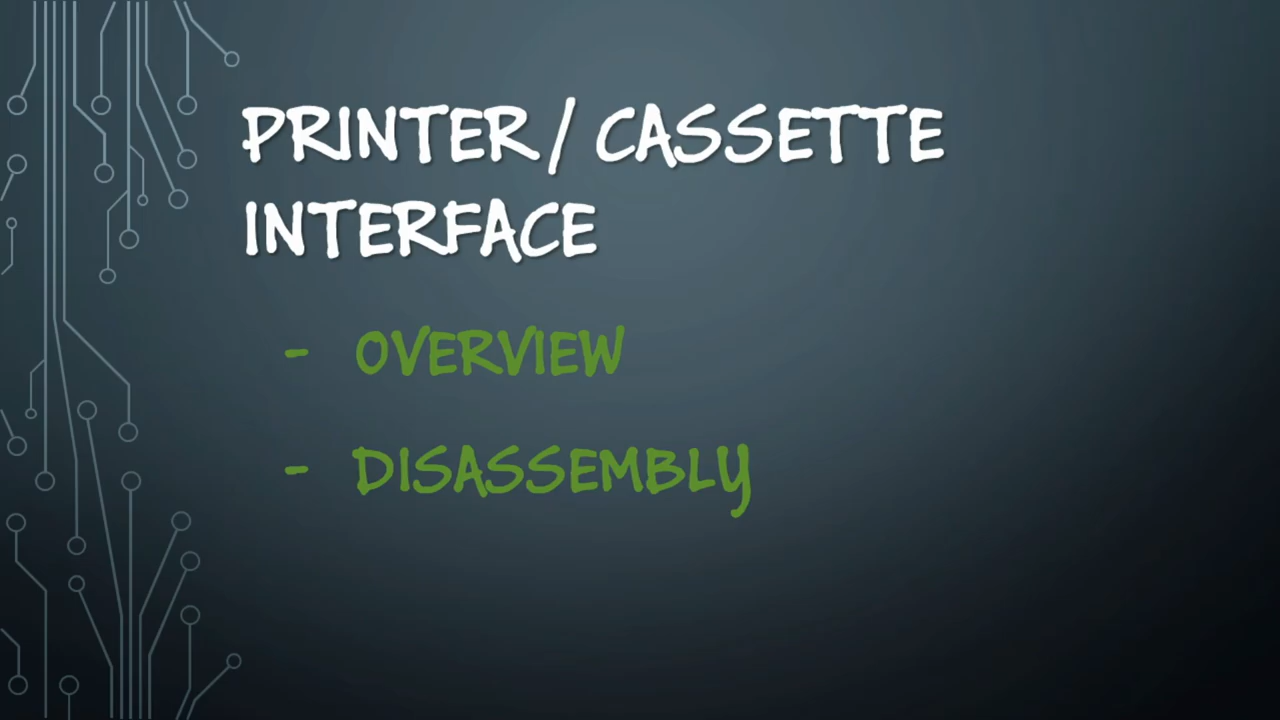 PRINTER / CASSETTE
INTERFACE
- OVERVIEW
- DISASSEMBLY